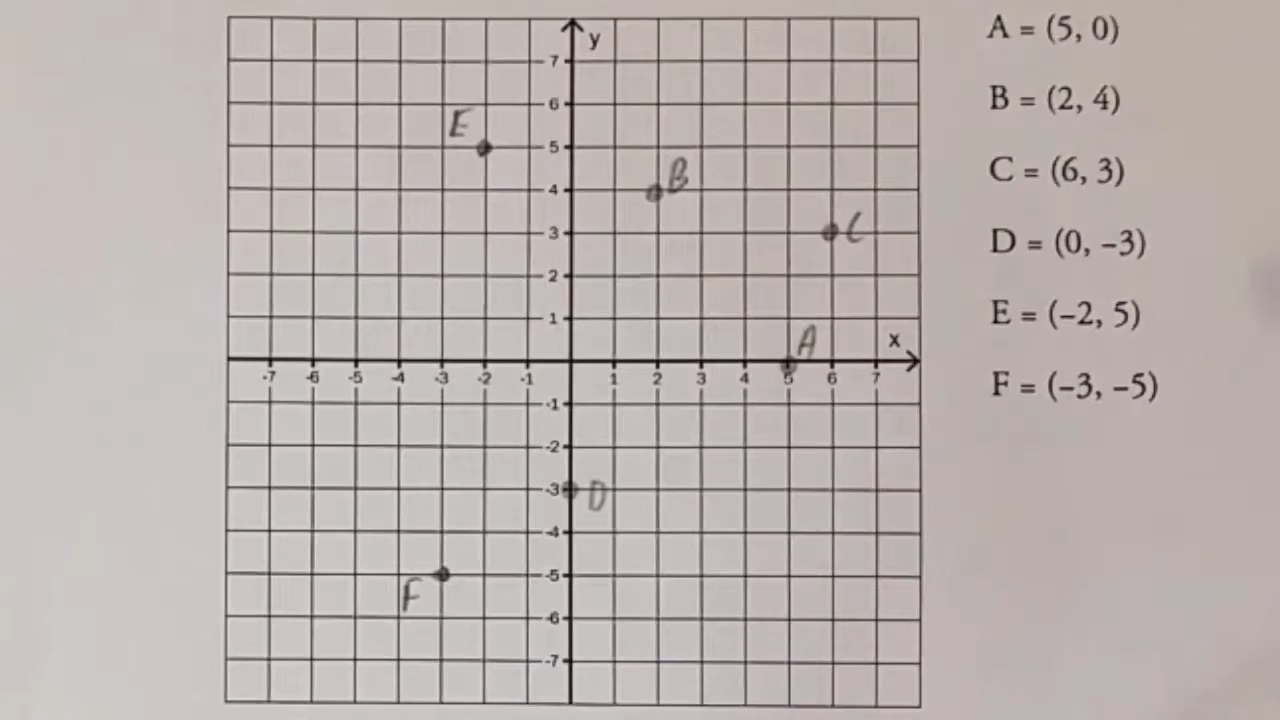 y
7
6
E
5
B
4
C
3
2
1
A
x
-7 -6 -5 -4 -3 -2 -1 1 2 3 4 5 6 7
-1
-2
-3 D
-4
-5
F
-6
-7
A = (5, 0)
B = (2, 4)
C = (6, 3)
D = (0, −3)
E = (−2, 5)
F = (−3, −5)